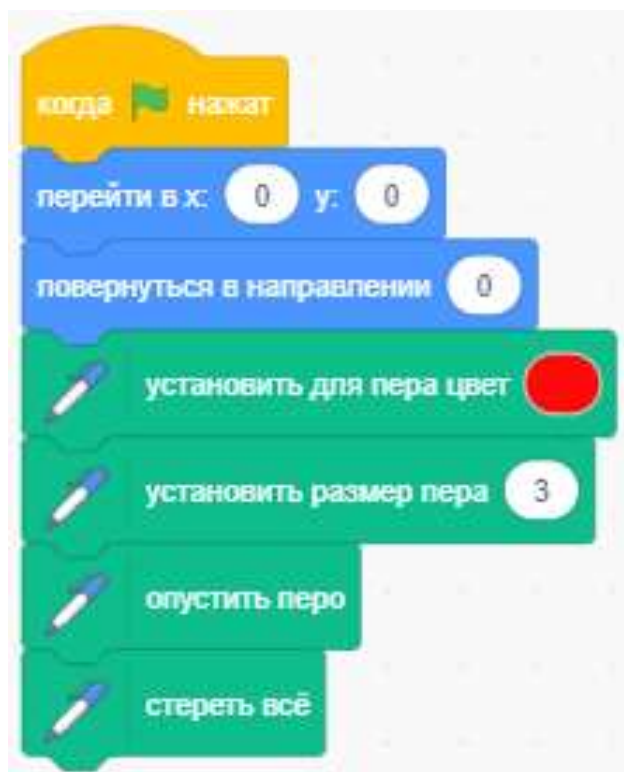 когда нажат
перейти в x: 0 y: 0
повернуться в направлении 0
установить для пера цвет
установить размер пера 3
опустить перо
стереть всё